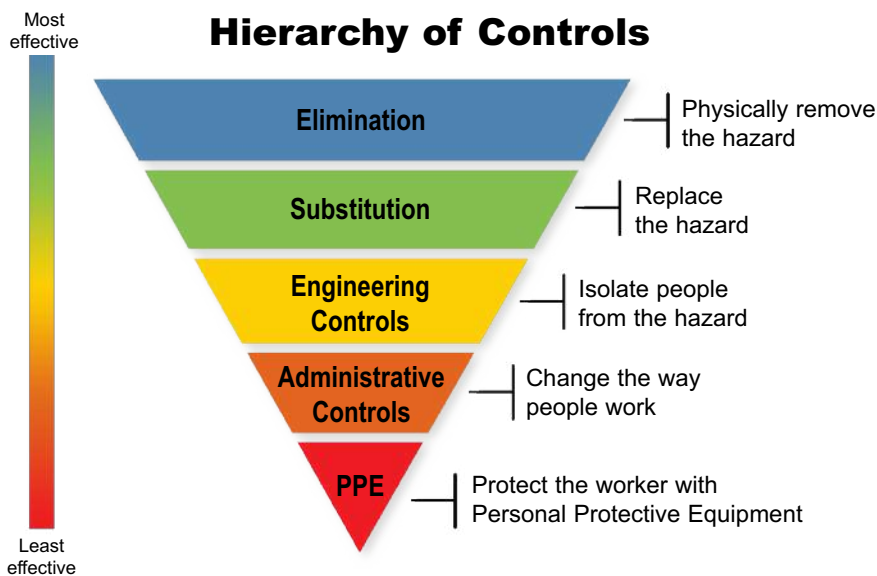 Most
effective
Hierarchy of Controls
Elimination
Physically remove
the hazard
Substitution
Replace
the hazard
Engineering
Controls
Isolate people
from the hazard
Administrative
Controls
Change the way
people work
PPE
Protect the worker with
Personal Protective Equipment
Least
effective